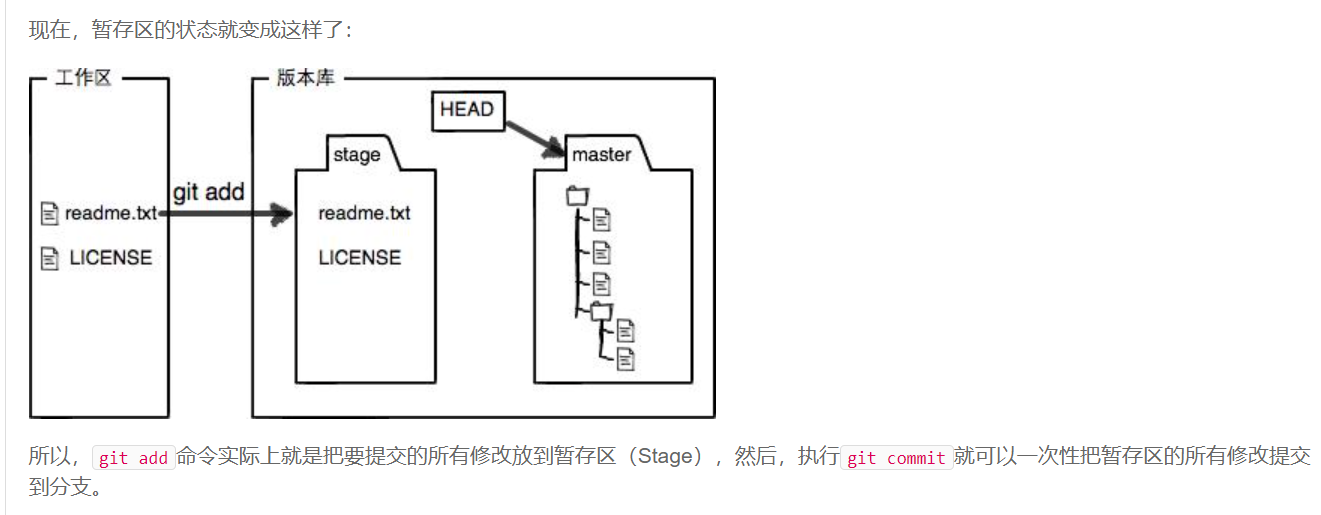 现在，暂存区的状态就变成这样了：
工作区
版本库
HEAD
stage
master
git add
readme.txt
readme.txt
LICENSE
LICENSE
所以，git add命令实际上就是把要提交的所有修改放到暂存区（Stage），然后，执行git commit就可以一次性把暂存区的所有修改提交
到分支。